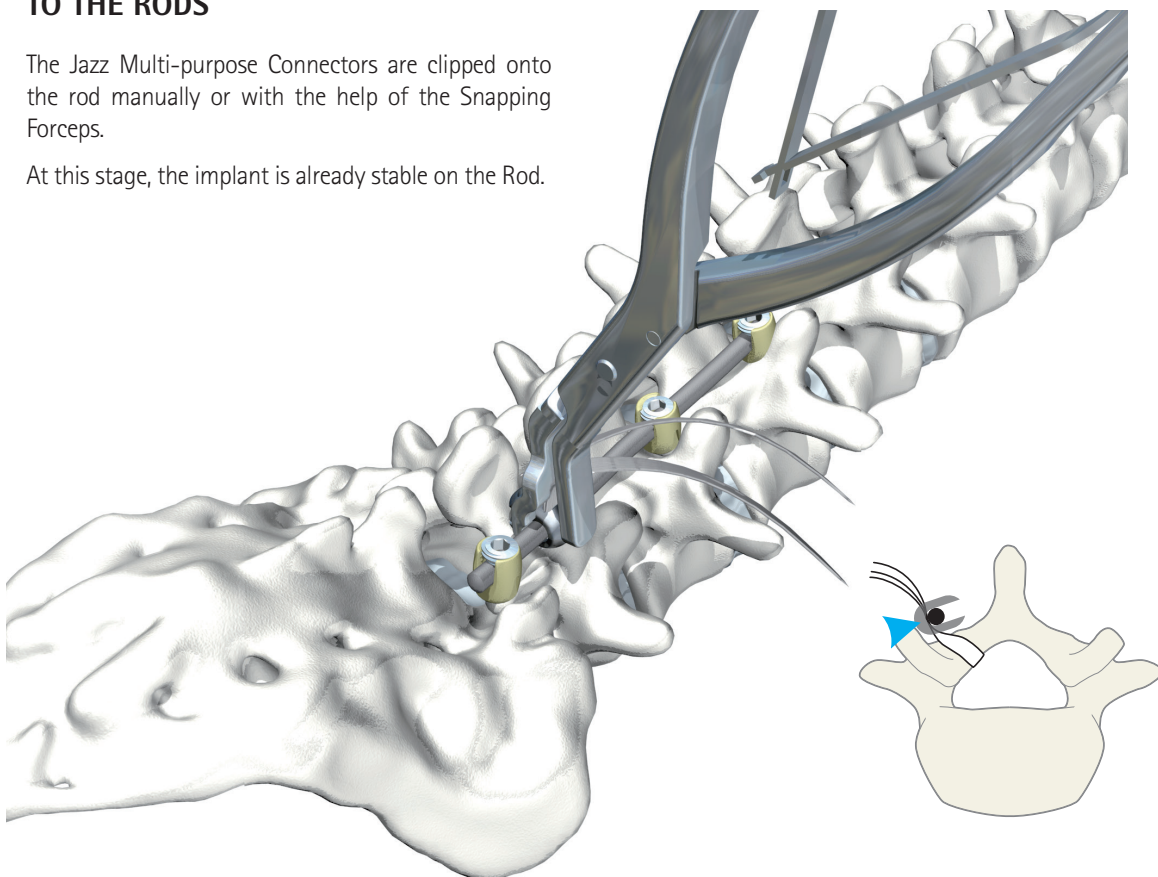 TO THE RODS
The Jazz Multi-purpose Connectors are clipped onto
the rod manually or with the help of the Snapping
Forceps.
At this stage, the implant is already stable on the Rod.